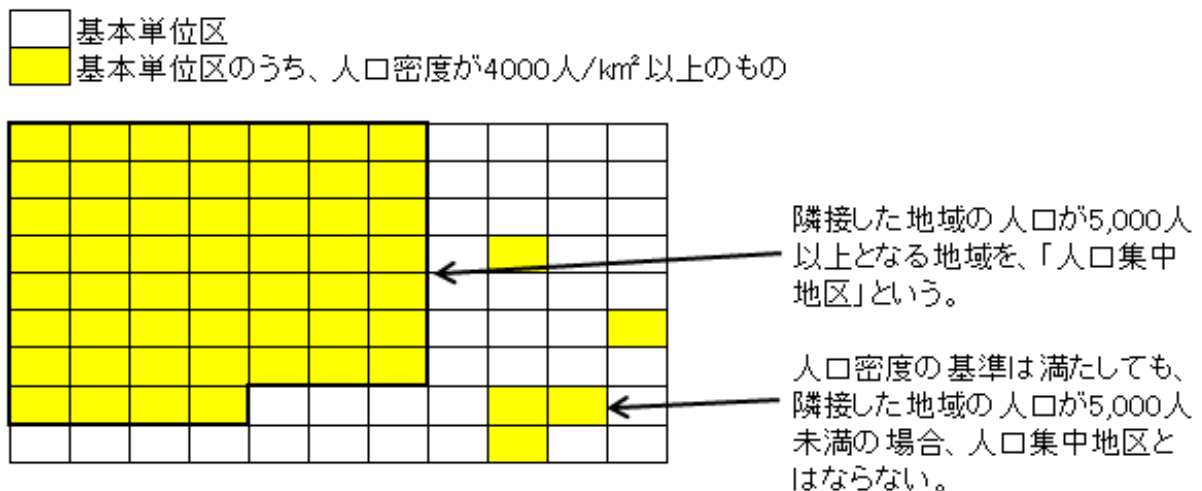 基本単位区
基本単位区のうち、人口密度が4000人/km²以上のもの
隣接した地域の人口が5,000人
以上となる地域を、「人口集中
地区」という。
人口密度の基準は満たしても、
隣接した地域の人口が5,000人
未満の場合、人口集中地区と
はならない。